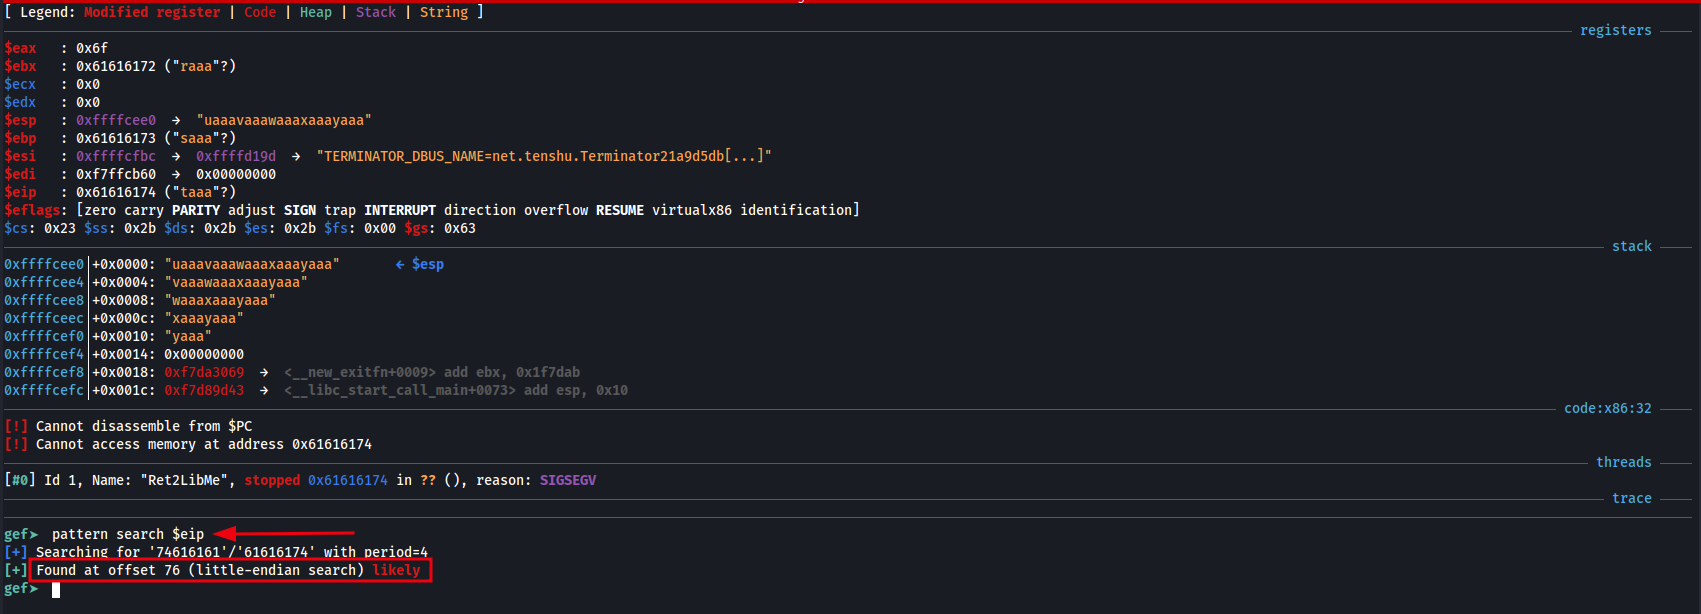 [ Legend: Modified register | Code | Heap | Stack | String ]
registers
$eax   : 0x6f
$ebx   : 0x61616172 ("raaa"?)
$ecx   : 0x0
$edx   : 0x0
$esp   : 0xffffcee0  →  "uaaavaaawaaaxaaayaaa"
$ebp   : 0x61616173 ("saaa"?)
$esi   : 0xffffcfbc  →  0xffffd19d  →  "TERMINATOR_DBUS_NAME=net.tenshu.Terminator21a9d5db[...]"
$edi   : 0xf7ffcb60  →  0x00000000
$eip   : 0x61616174 ("taaa"?)
$eflags: [zero carry PARITY adjust SIGN trap INTERRUPT direction overflow RESUME virtualx86 identification]
$cs: 0x23 $ss: 0x2b $ds: 0x2b $es: 0x2b $fs: 0x00 $gs: 0x63
stack
0xffffcee0│+0x0000: "uaaavaaawaaaxaaayaaa"       ← $esp
0xffffcee4│+0x0004: "vaaawaaaxaaayaaa"
0xffffcee8│+0x0008: "waaaxaaayaaa"
0xffffceec│+0x000c: "xaaayaaa"
0xffffcef0│+0x0010: "yaaa"
0xffffcef4│+0x0014: 0x00000000
0xffffcef8│+0x0018: 0xf7da3069  →  <__new_exitfn+0009> add ebx, 0x1f7dab
0xffffcefc│+0x001c: 0xf7d89d43  →  <__libc_start_call_main+0073> add esp, 0x10
code:x86:32
[!] Cannot disassemble from $PC
[!] Cannot access memory at address 0x61616174
threads
[#0] Id 1, Name: "Ret2LibMe", stopped 0x61616174 in ?? (), reason: SIGSEGV
trace
gef➤  pattern search $eip
[+] Searching for '74616161'/'61616174' with period=4
[+] Found at offset 76 (little-endian search) likely
gef➤